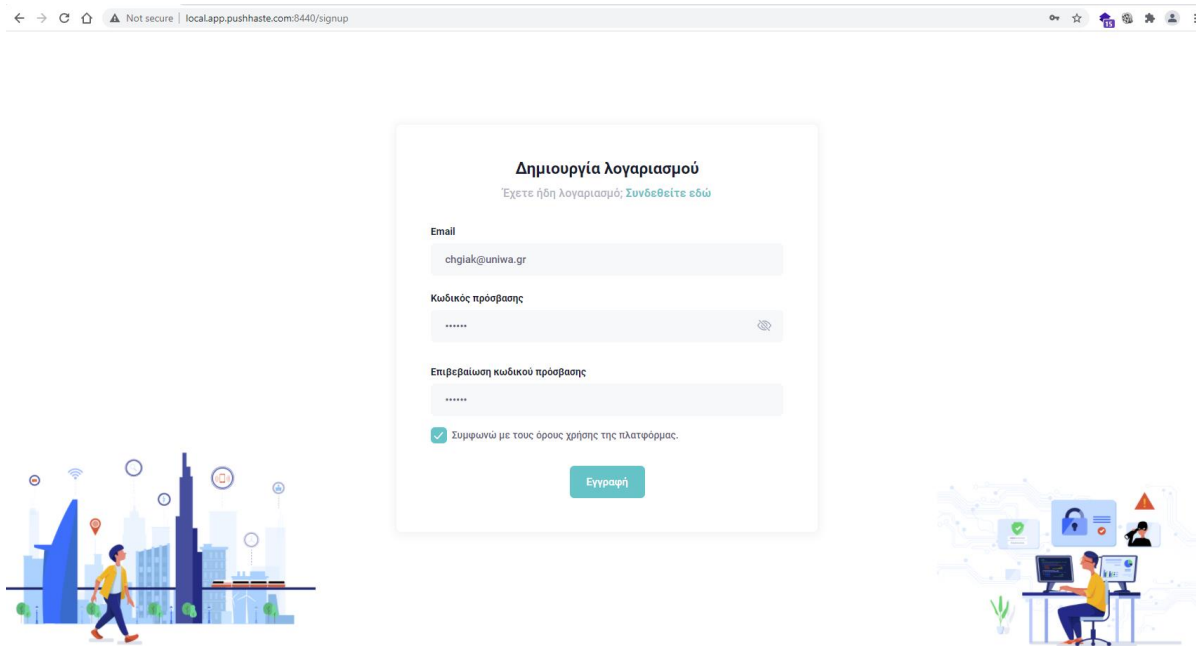 Not secure | local.app.pushhaste.com:8440/signup
15
Δημιουργία λογαριασμού
Έχετε ήδη λογαριασμό; Συνδεθείτε εδώ
Email
chgiak@uniwa.gr
Κωδικός πρόσβασης
••••••
Επιβεβαίωση κωδικού πρόσβασης
••••••
Συμφωνώ με τους όρους χρήσης της πλατφόρμας.
Εγγραφή